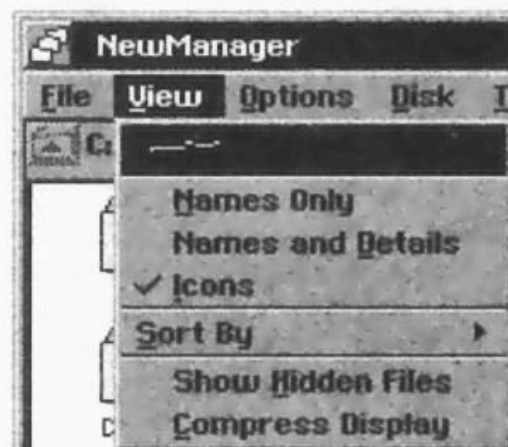 NewManager
File View Options Disk T
C:
Names Only
Names and Details
✓ Icons
Sort By ▶
Show Hidden Files
Compress Display